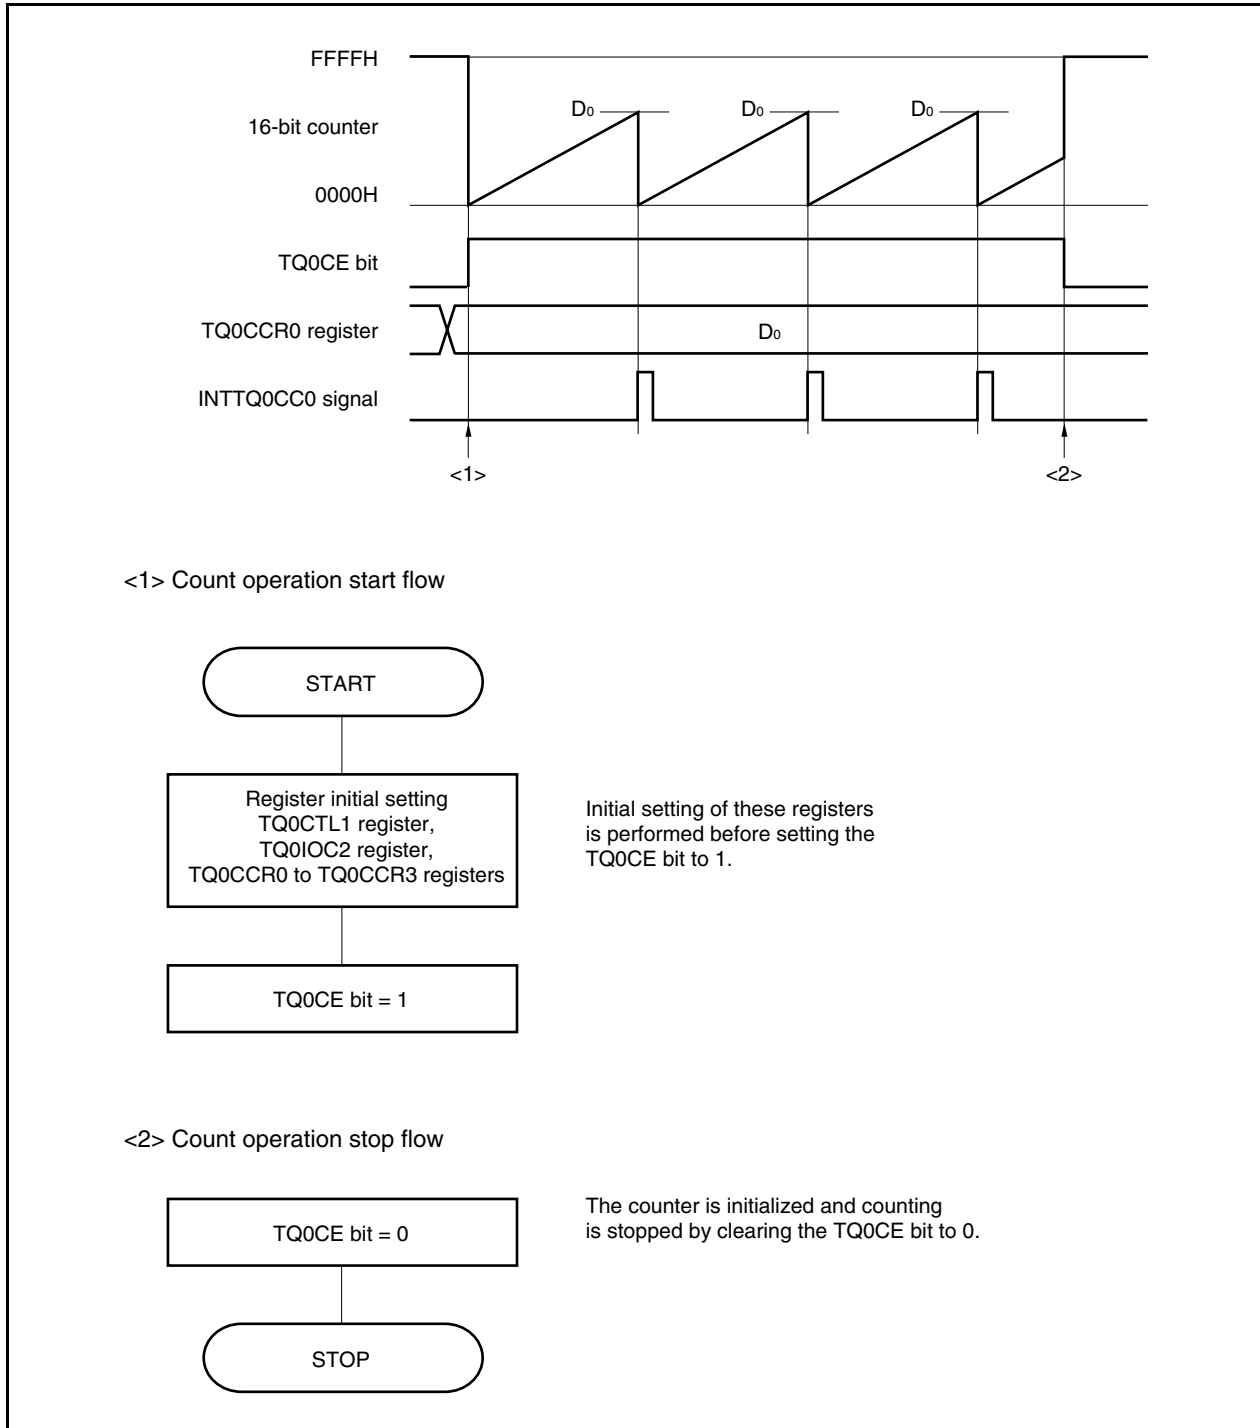 FFFFH
D0 D0 D0
16-bit counter
0000H
TQ0CE bit
TQ0CCR0 register
D0
INTTQ0CC0 signal
<1> <2>
<1> Count operation start flow
START
Register initial setting
TQ0CTL1 register,
TQ0IOC2 register,
TQ0CCR0 to TQ0CCR3 registers
Initial setting of these registers
is performed before setting the
TQ0CE bit to 1.
TQ0CE bit = 1
<2> Count operation stop flow
TQ0CE bit = 0
The counter is initialized and counting
is stopped by clearing the TQ0CE bit to 0.
STOP